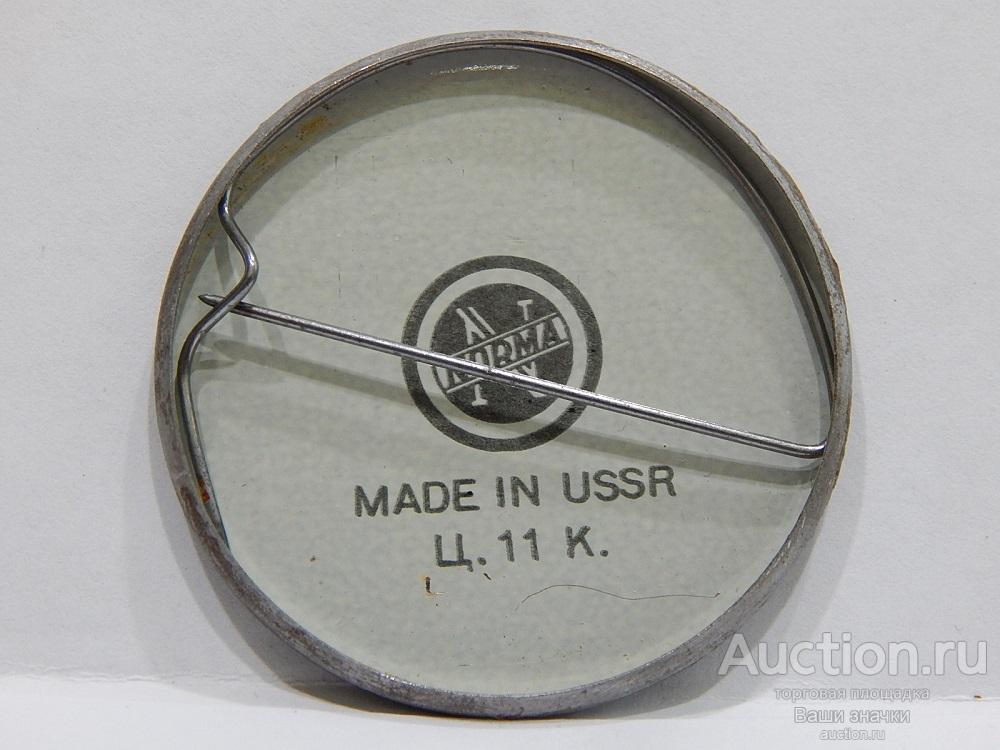 NORMA
MADE IN USSR
Ц. 11 К.
Auction.ru
торговая площадка
Ваши значки
auction.ru